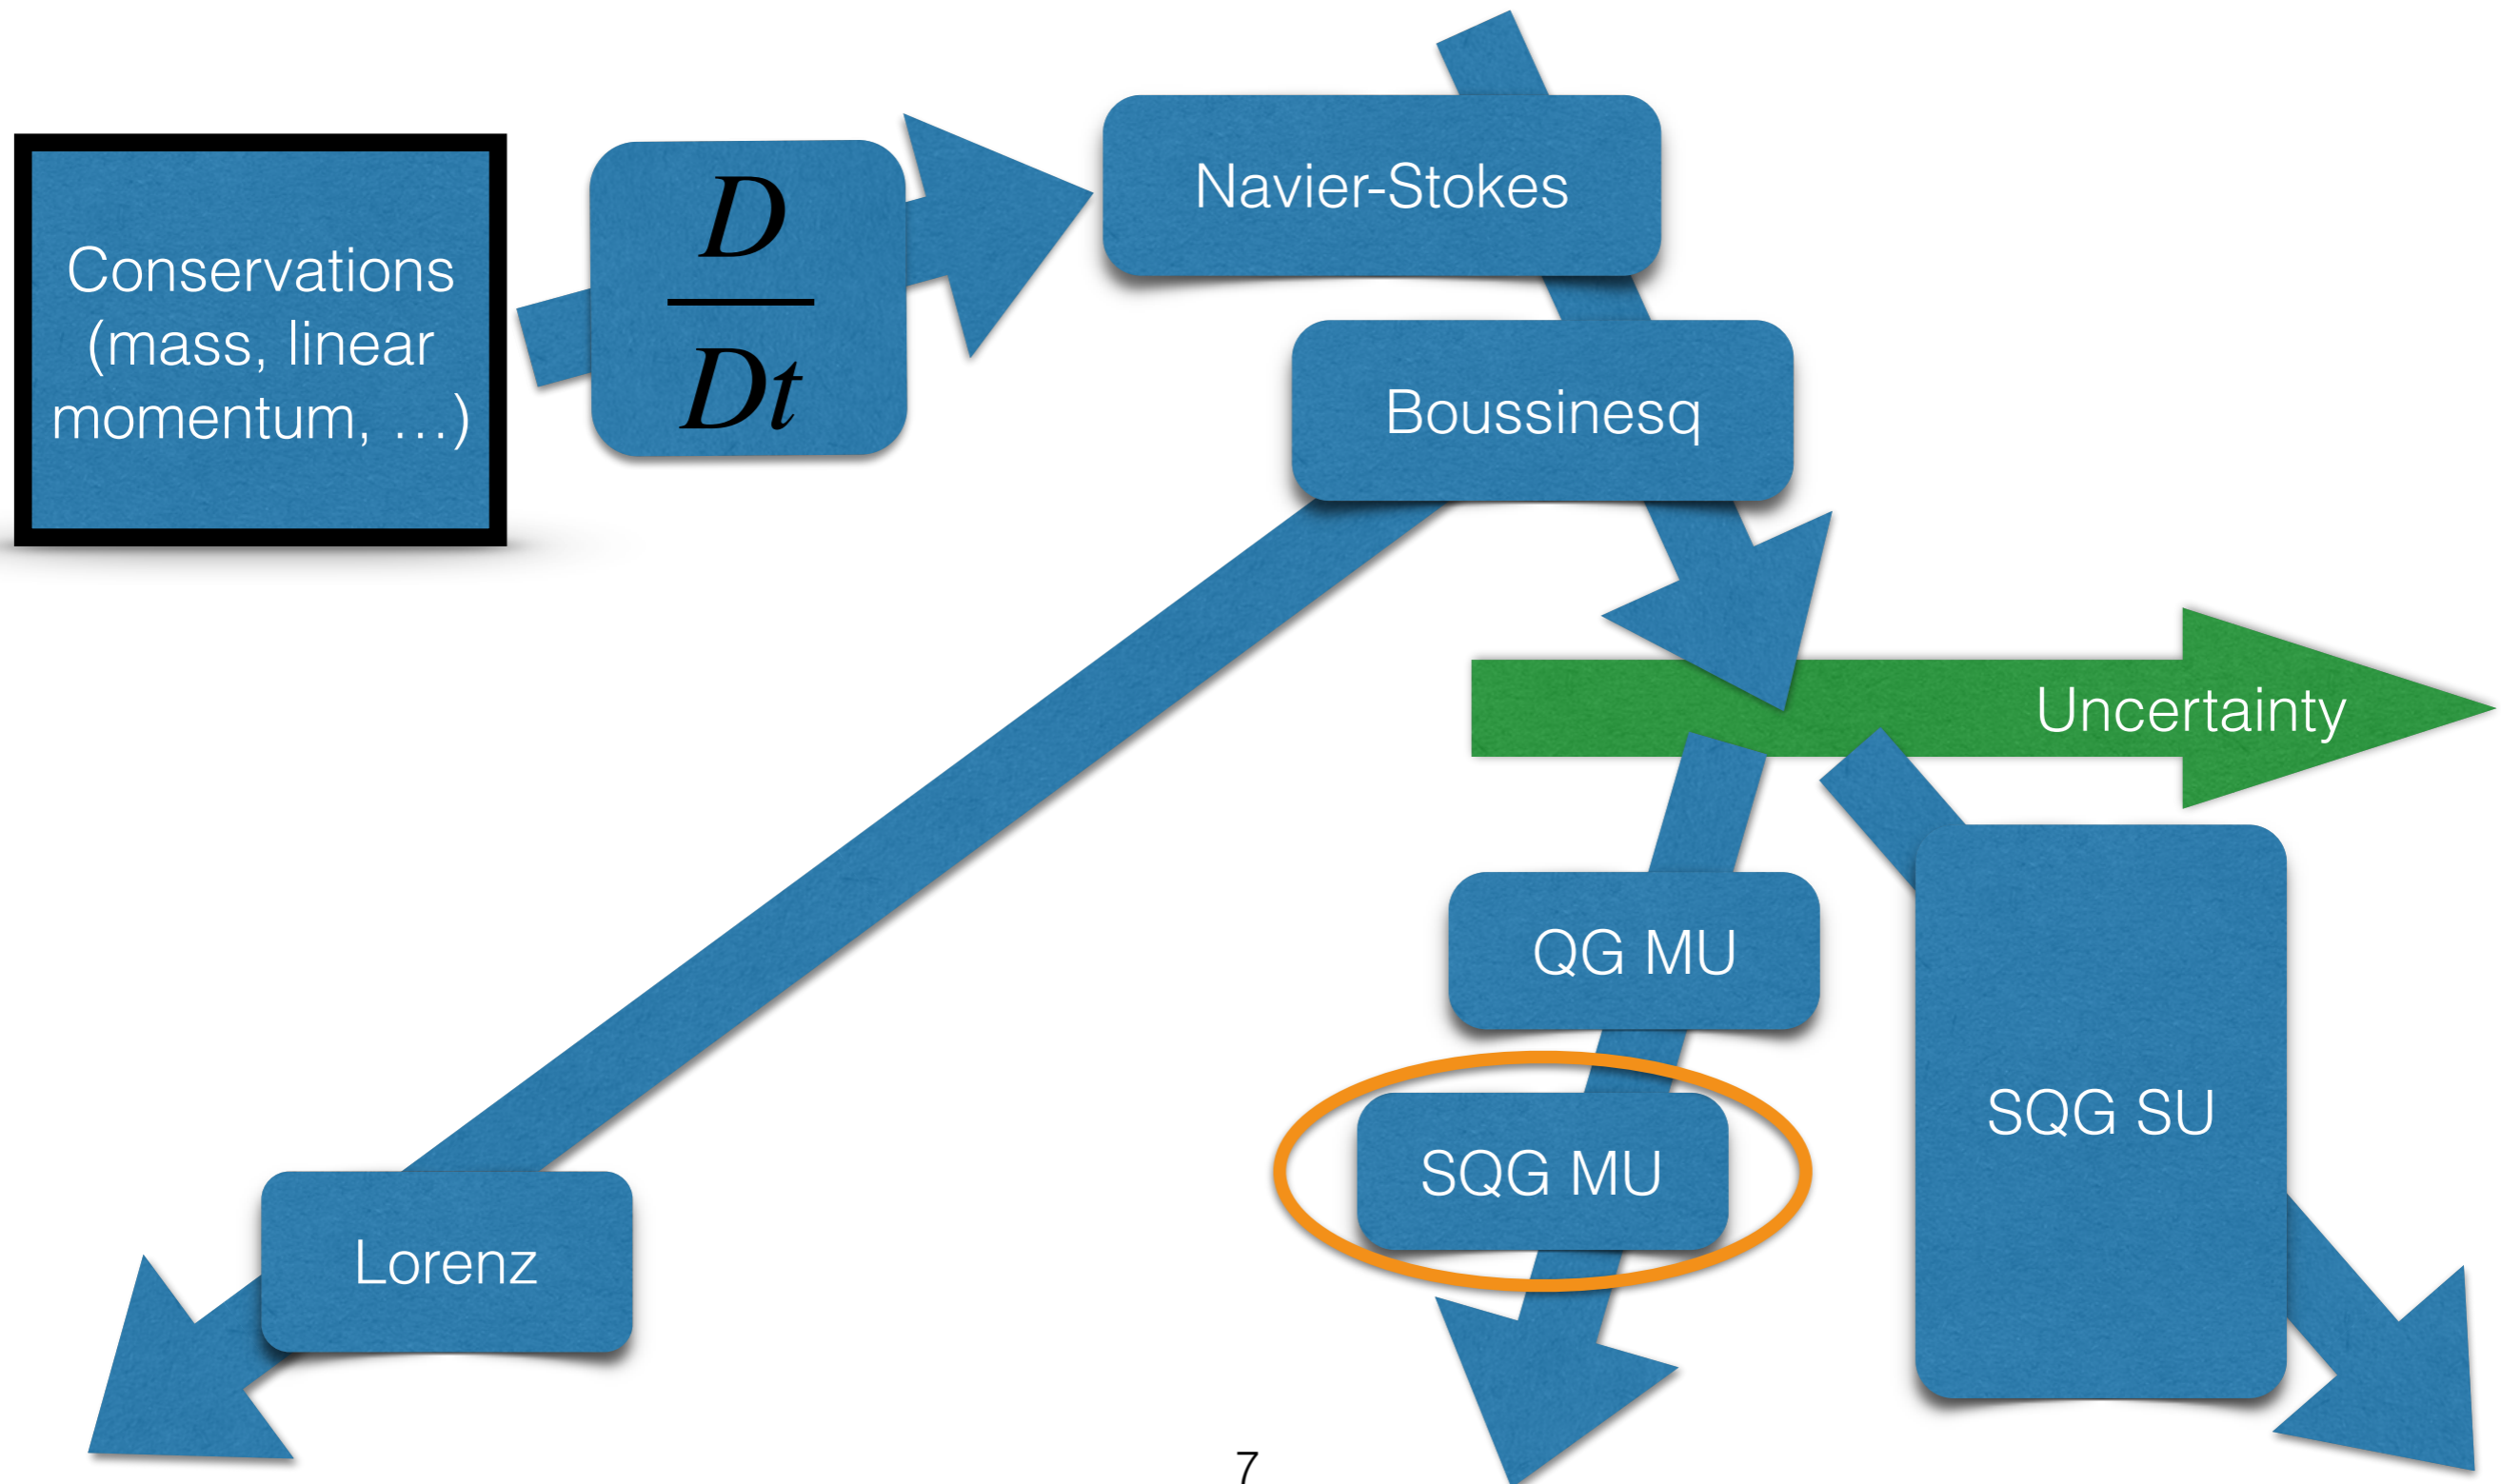 Conservations
(mass, linear
momentum, …)
D
Dt
Navier-Stokes
Boussinesq
Uncertainty
QG MU
SQG MU
SQG SU
Lorenz
7